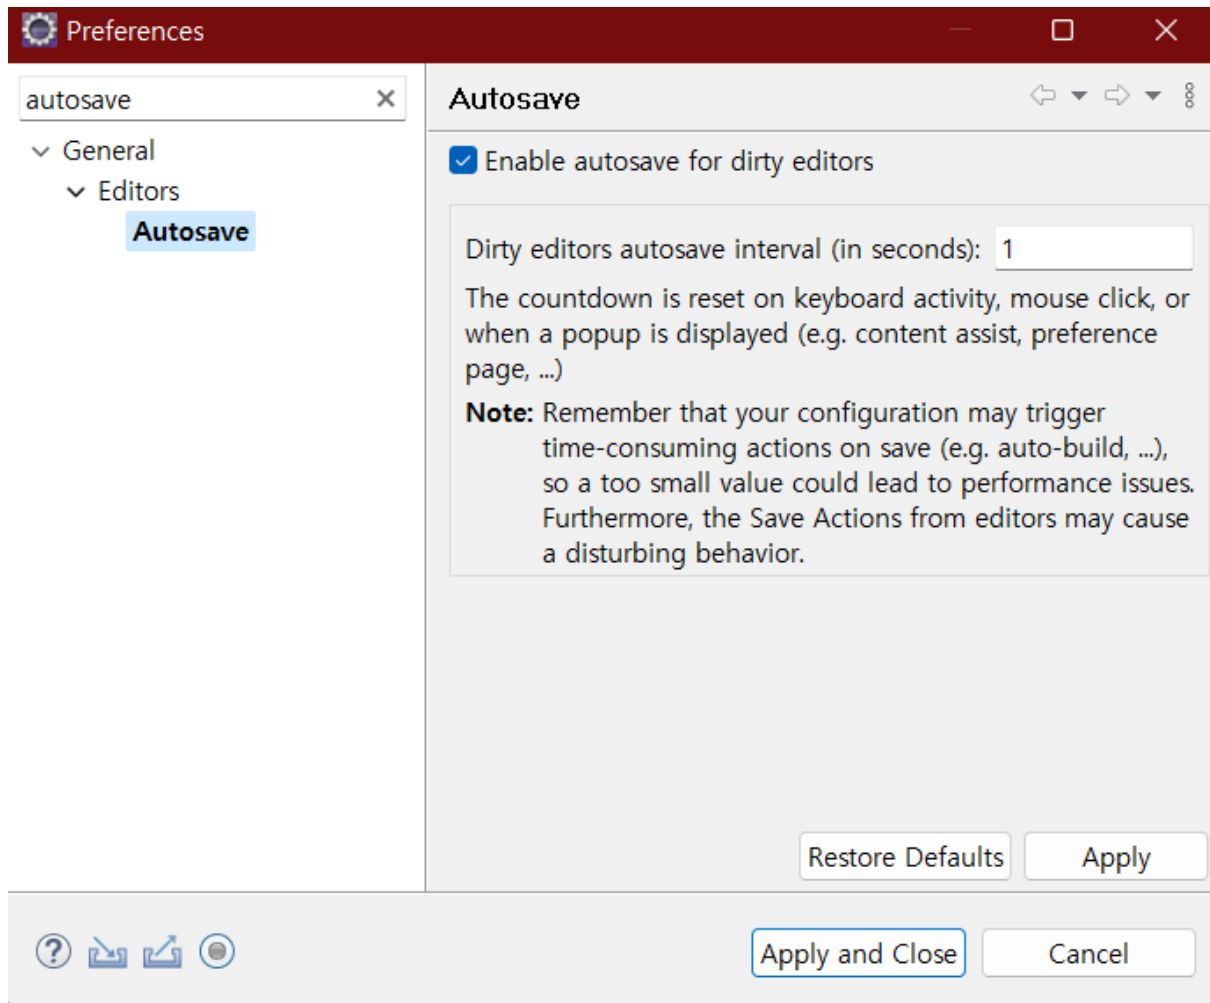 Preferences
autosave
General
Editors
Autosave
Autosave
Enable autosave for dirty editors
Dirty editors autosave interval (in seconds): 1
The countdown is reset on keyboard activity, mouse click, or
when a popup is displayed (e.g. content assist, preference
page, ...)
Note: Remember that your configuration may trigger
time-consuming actions on save (e.g. auto-build, ...),
so a too small value could lead to performance issues.
Furthermore, the Save Actions from editors may cause
a disturbing behavior.
Restore Defaults
Apply
Apply and Close
Cancel